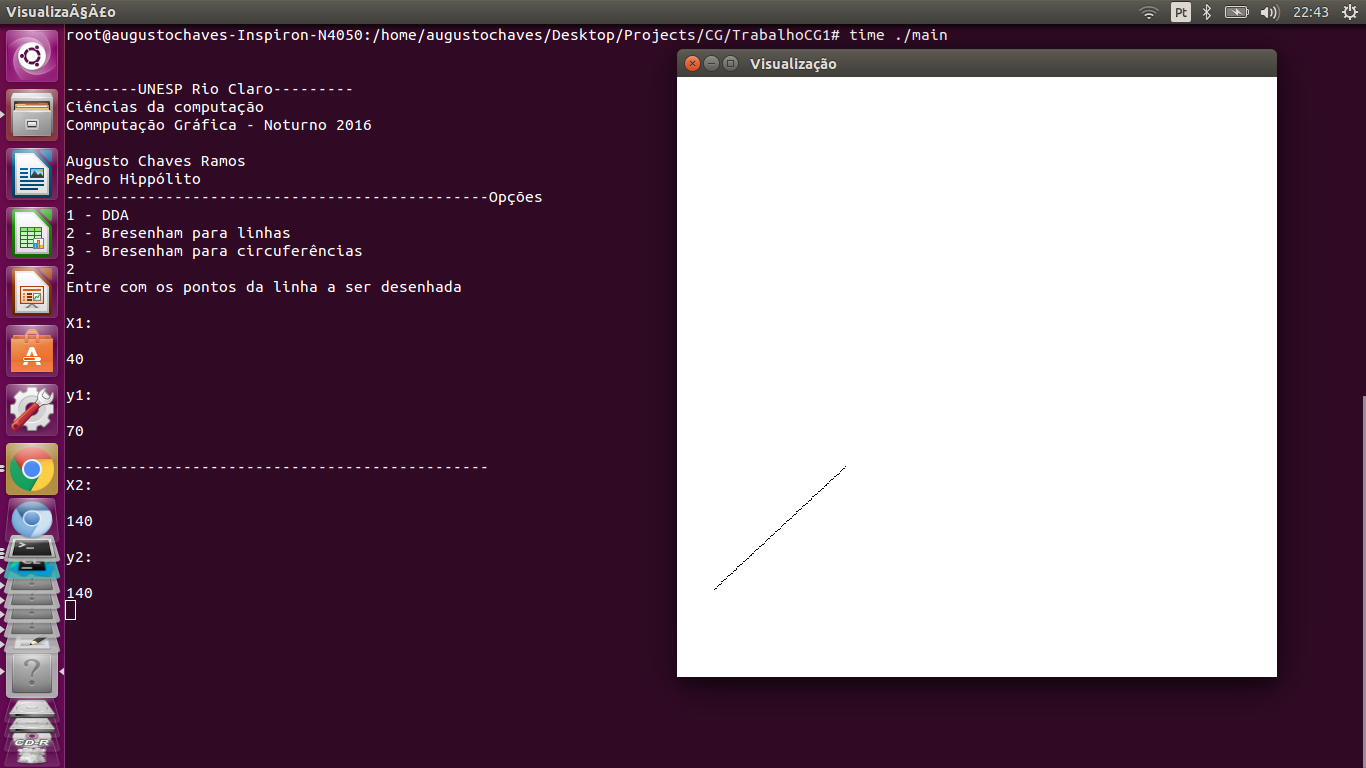 VisualizaÃ§Ã£o
Pt
22:43
root@augustochaves-Inspiron-N4050:/home/augustochaves/Desktop/Projects/CG/TrabalhoCG1# time ./main
--------UNESP Rio Claro---------
Ciências da computação
Commputação Gráfica - Noturno 2016
Augusto Chaves Ramos
Pedro Hippólito
-----------------------------------------------Opções
1 - DDA
2 - Bresenham para linhas
3 - Bresenham para circuferências
2
Entre com os pontos da linha a ser desenhada
X1:
40
y1:
70
-----------------------------------------------
X2:
140
y2:
140
Visualização
CD-R